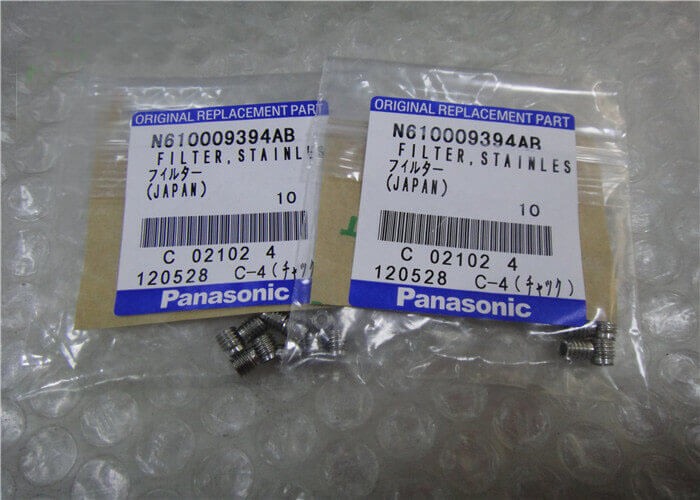 ORIGINAL REPLACEMENT PART
N610009394AB
FILTER, STAINLES
フィルター
(JAPAN)
10
C 02102 4
120528 C-4(チャック
Panasonic
ORIGINAL REPLACEMENT PART
N610009394AB
FILTER, STAINLES
フィルター
(JAPAN)
10
C 02102 4
120528 C-4(チャック)
Panasonic